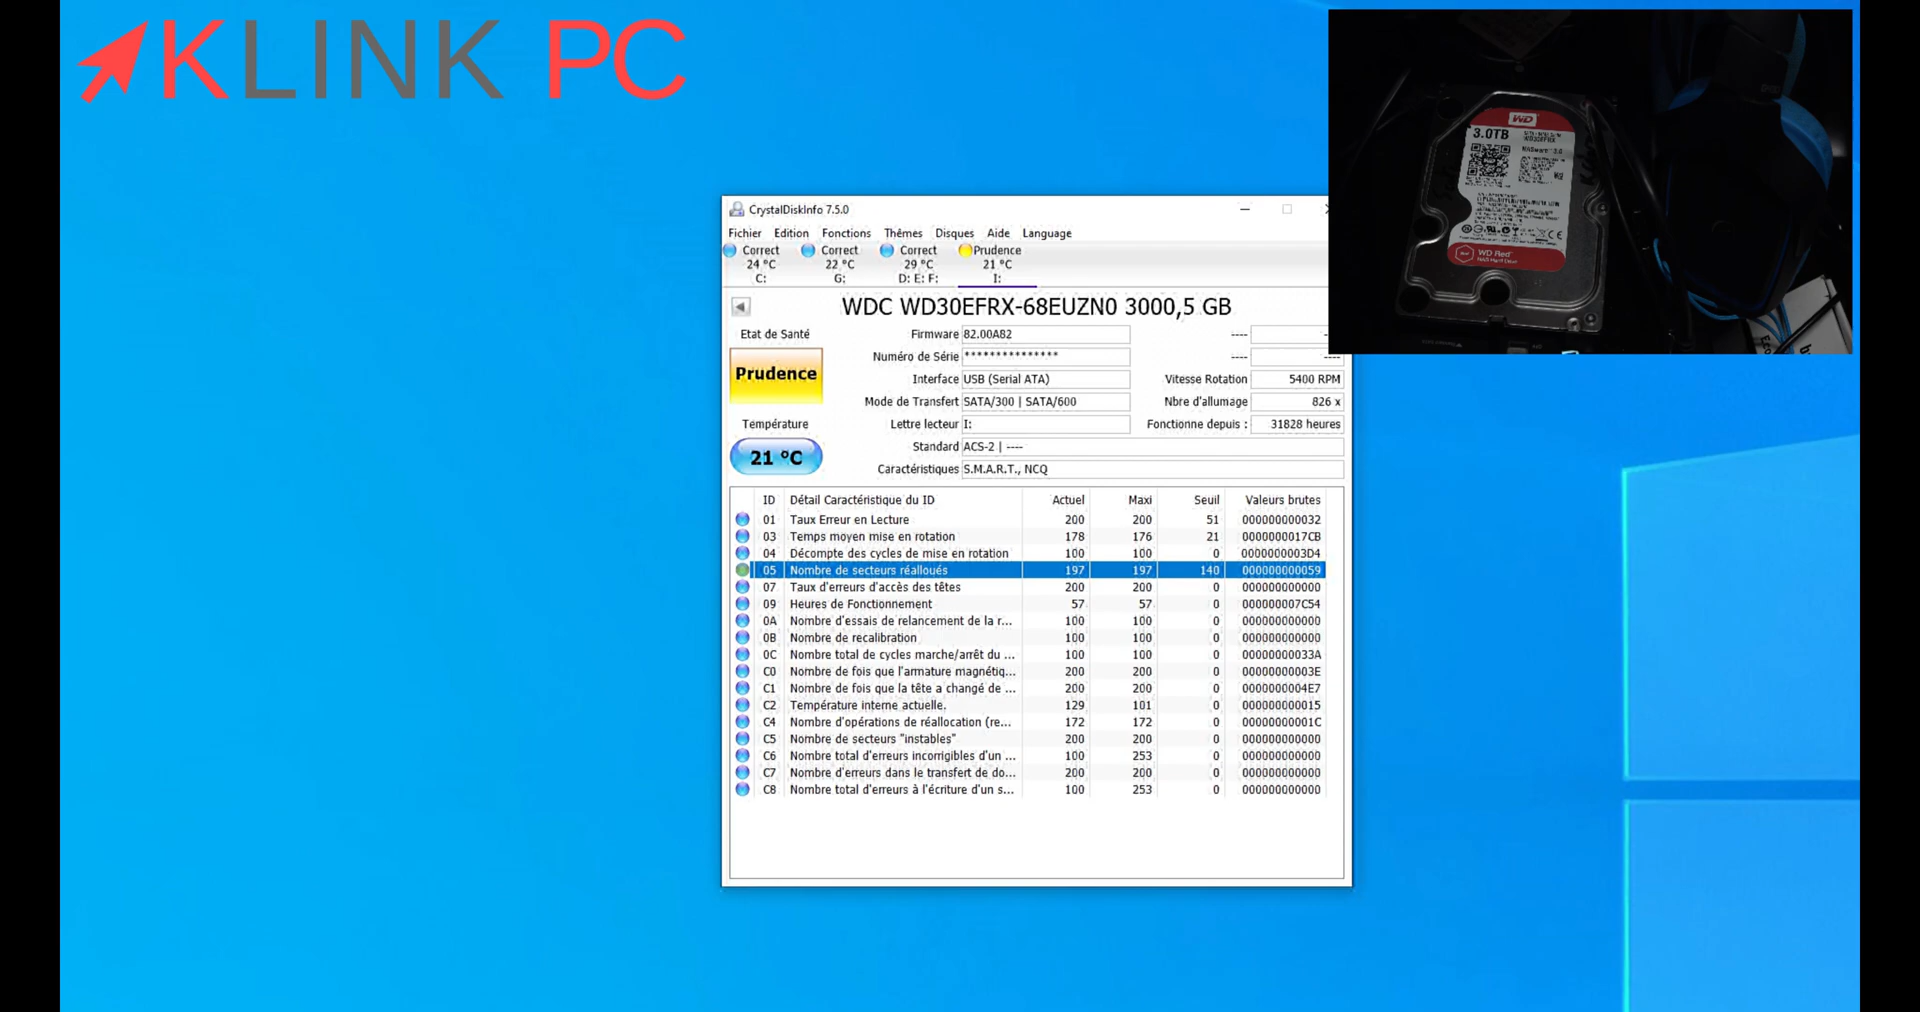 KLINK PC
WD
3.0TB
WD30EFRX
NASware 3.0
WD Red
NAS Hard Drive
CrystalDiskInfo 7.5.0
Fichier Edition Fonctions Thèmes Disques Aide Language
Correct Correct Correct Prudence
24 °C 22 °C 29 °C 21 °C
C: G: D: E: F: I:
WDC WD30EFRX-68EUZN0 3000,5 GB
Etat de Santé
Prudence
Température
21 °C
Firmware 82.00A82 ----
Numéro de Série *************** ---- ----
Interface USB (Serial ATA) Vitesse Rotation 5400 RPM
Mode de Transfert SATA/300 | SATA/600 Nbre d'allumage 826 x
Lettre lecteur I: Fonctionne depuis : 31828 heures
Standard ACS-2 | ----
Caractéristiques S.M.A.R.T., NCQ
ID Détail Caractéristique du ID Actuel Maxi Seuil Valeurs brutes
01 Taux Erreur en Lecture 200 200 51 000000000032
03 Temps moyen mise en rotation 178 176 21 0000000017CB
04 Décompte des cycles de mise en rotation 100 100 0 0000000003D4
05 Nombre de secteurs réalloués 197 197 140 000000000059
07 Taux d'erreurs d'accès des têtes 200 200 0 000000000000
09 Heures de Fonctionnement 57 57 0 000000007C54
0A Nombre d'essais de relancement de la r... 100 100 0 000000000000
0B Nombre de recalibration 100 100 0 000000000000
0C Nombre total de cycles marche/arrêt du ... 100 100 0 00000000033A
C0 Nombre de fois que l'armature magnétiq... 200 200 0 00000000003E
C1 Nombre de fois que la tête a changé de ... 200 200 0 0000000004E7
C2 Température interne actuelle. 129 101 0 000000000015
C4 Nombre d'opérations de réallocation (re... 172 172 0 00000000001C
C5 Nombre de secteurs "instables" 200 200 0 000000000000
C6 Nombre total d'erreurs incorrigibles d'un ... 100 253 0 000000000000
C7 Nombre d'erreurs dans le transfert de do... 200 200 0 000000000000
C8 Nombre total d'erreurs à l'écriture d'un s... 100 253 0 000000000000